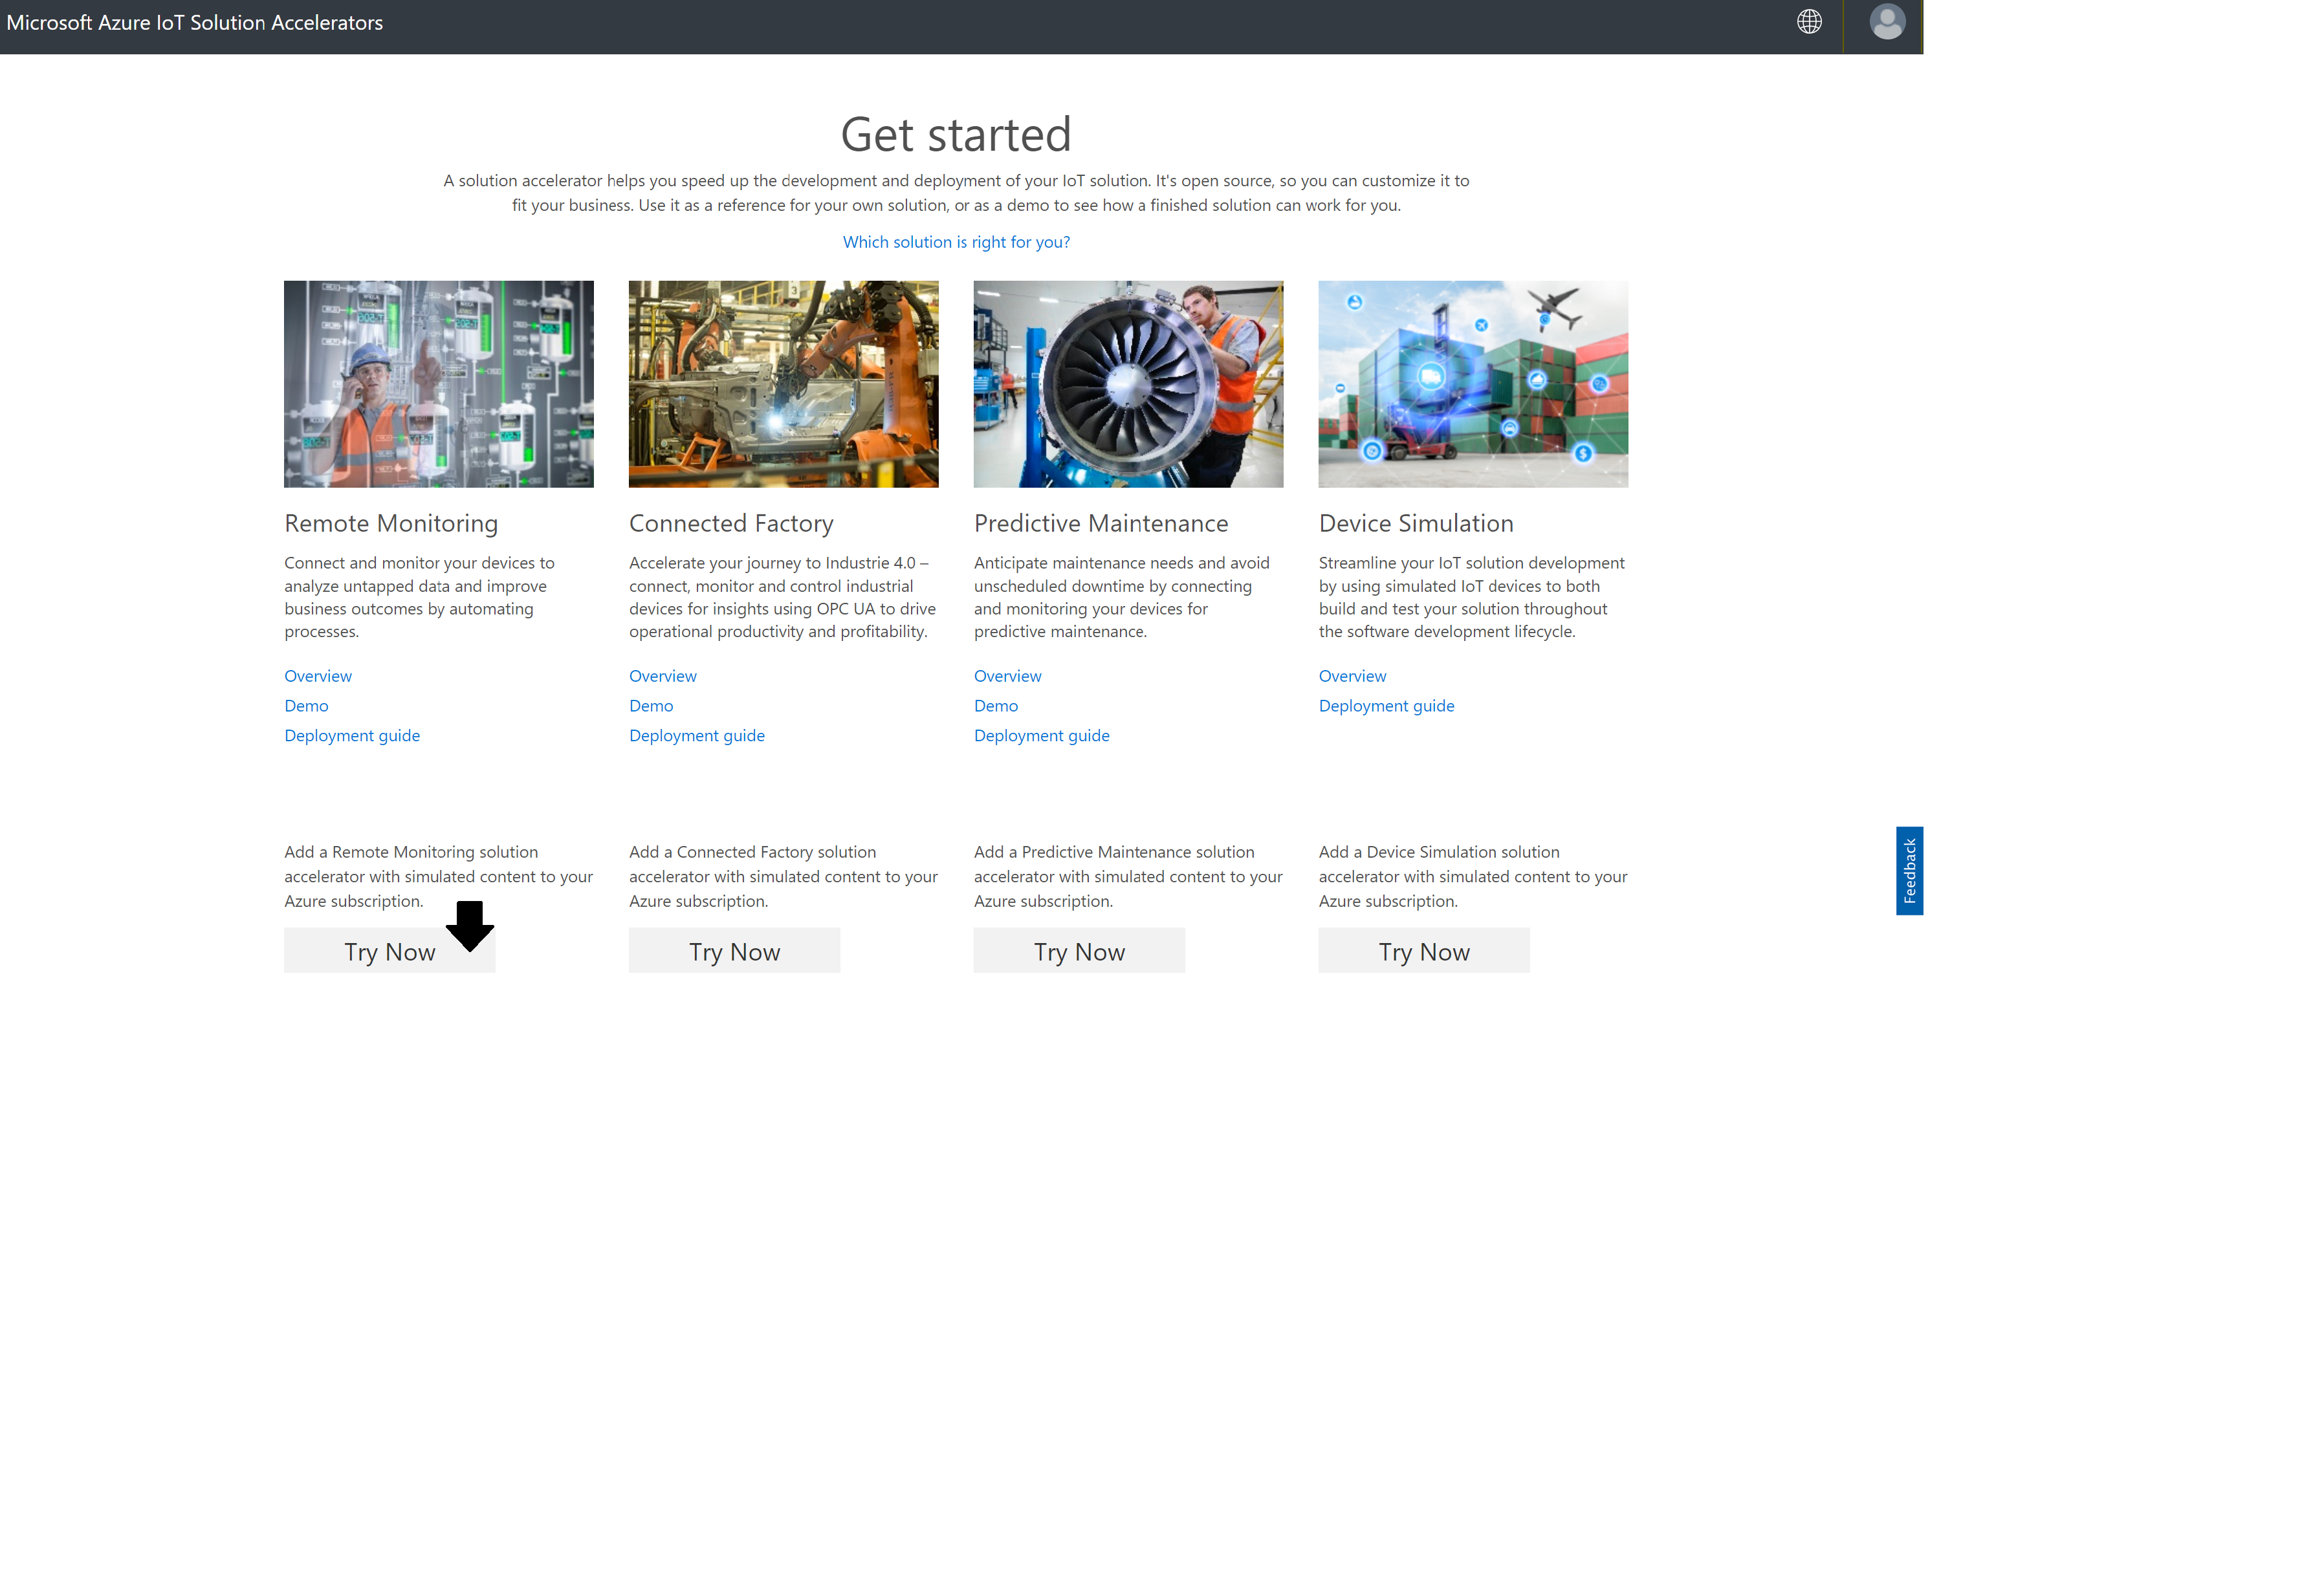 Microsoft Azure IoT Solution Accelerators
Get started
A solution accelerator helps you speed up the development and deployment of your IoT solution. It's open source, so you can customize it to
fit your business. Use it as a reference for your own solution, or as a demo to see how a finished solution can work for you.
Which solution is right for you?
Remote Monitoring
Connect and monitor your devices to
analyze untapped data and improve
business outcomes by automating
processes.
Overview
Demo
Deployment guide
Add a Remote Monitoring solution
accelerator with simulated content to your
Azure subscription.
Try Now
Connected Factory
Accelerate your journey to Industrie 4.0 –
connect, monitor and control industrial
devices for insights using OPC UA to drive
operational productivity and profitability.
Overview
Demo
Deployment guide
Add a Connected Factory solution
accelerator with simulated content to your
Azure subscription.
Try Now
Predictive Maintenance
Anticipate maintenance needs and avoid
unscheduled downtime by connecting
and monitoring your devices for
predictive maintenance.
Overview
Demo
Deployment guide
Add a Predictive Maintenance solution
accelerator with simulated content to your
Azure subscription.
Try Now
Device Simulation
Streamline your IoT solution development
by using simulated IoT devices to both
build and test your solution throughout
the software development lifecycle.
Overview
Deployment guide
Add a Device Simulation solution
accelerator with simulated content to your
Azure subscription.
Try Now
Feedback